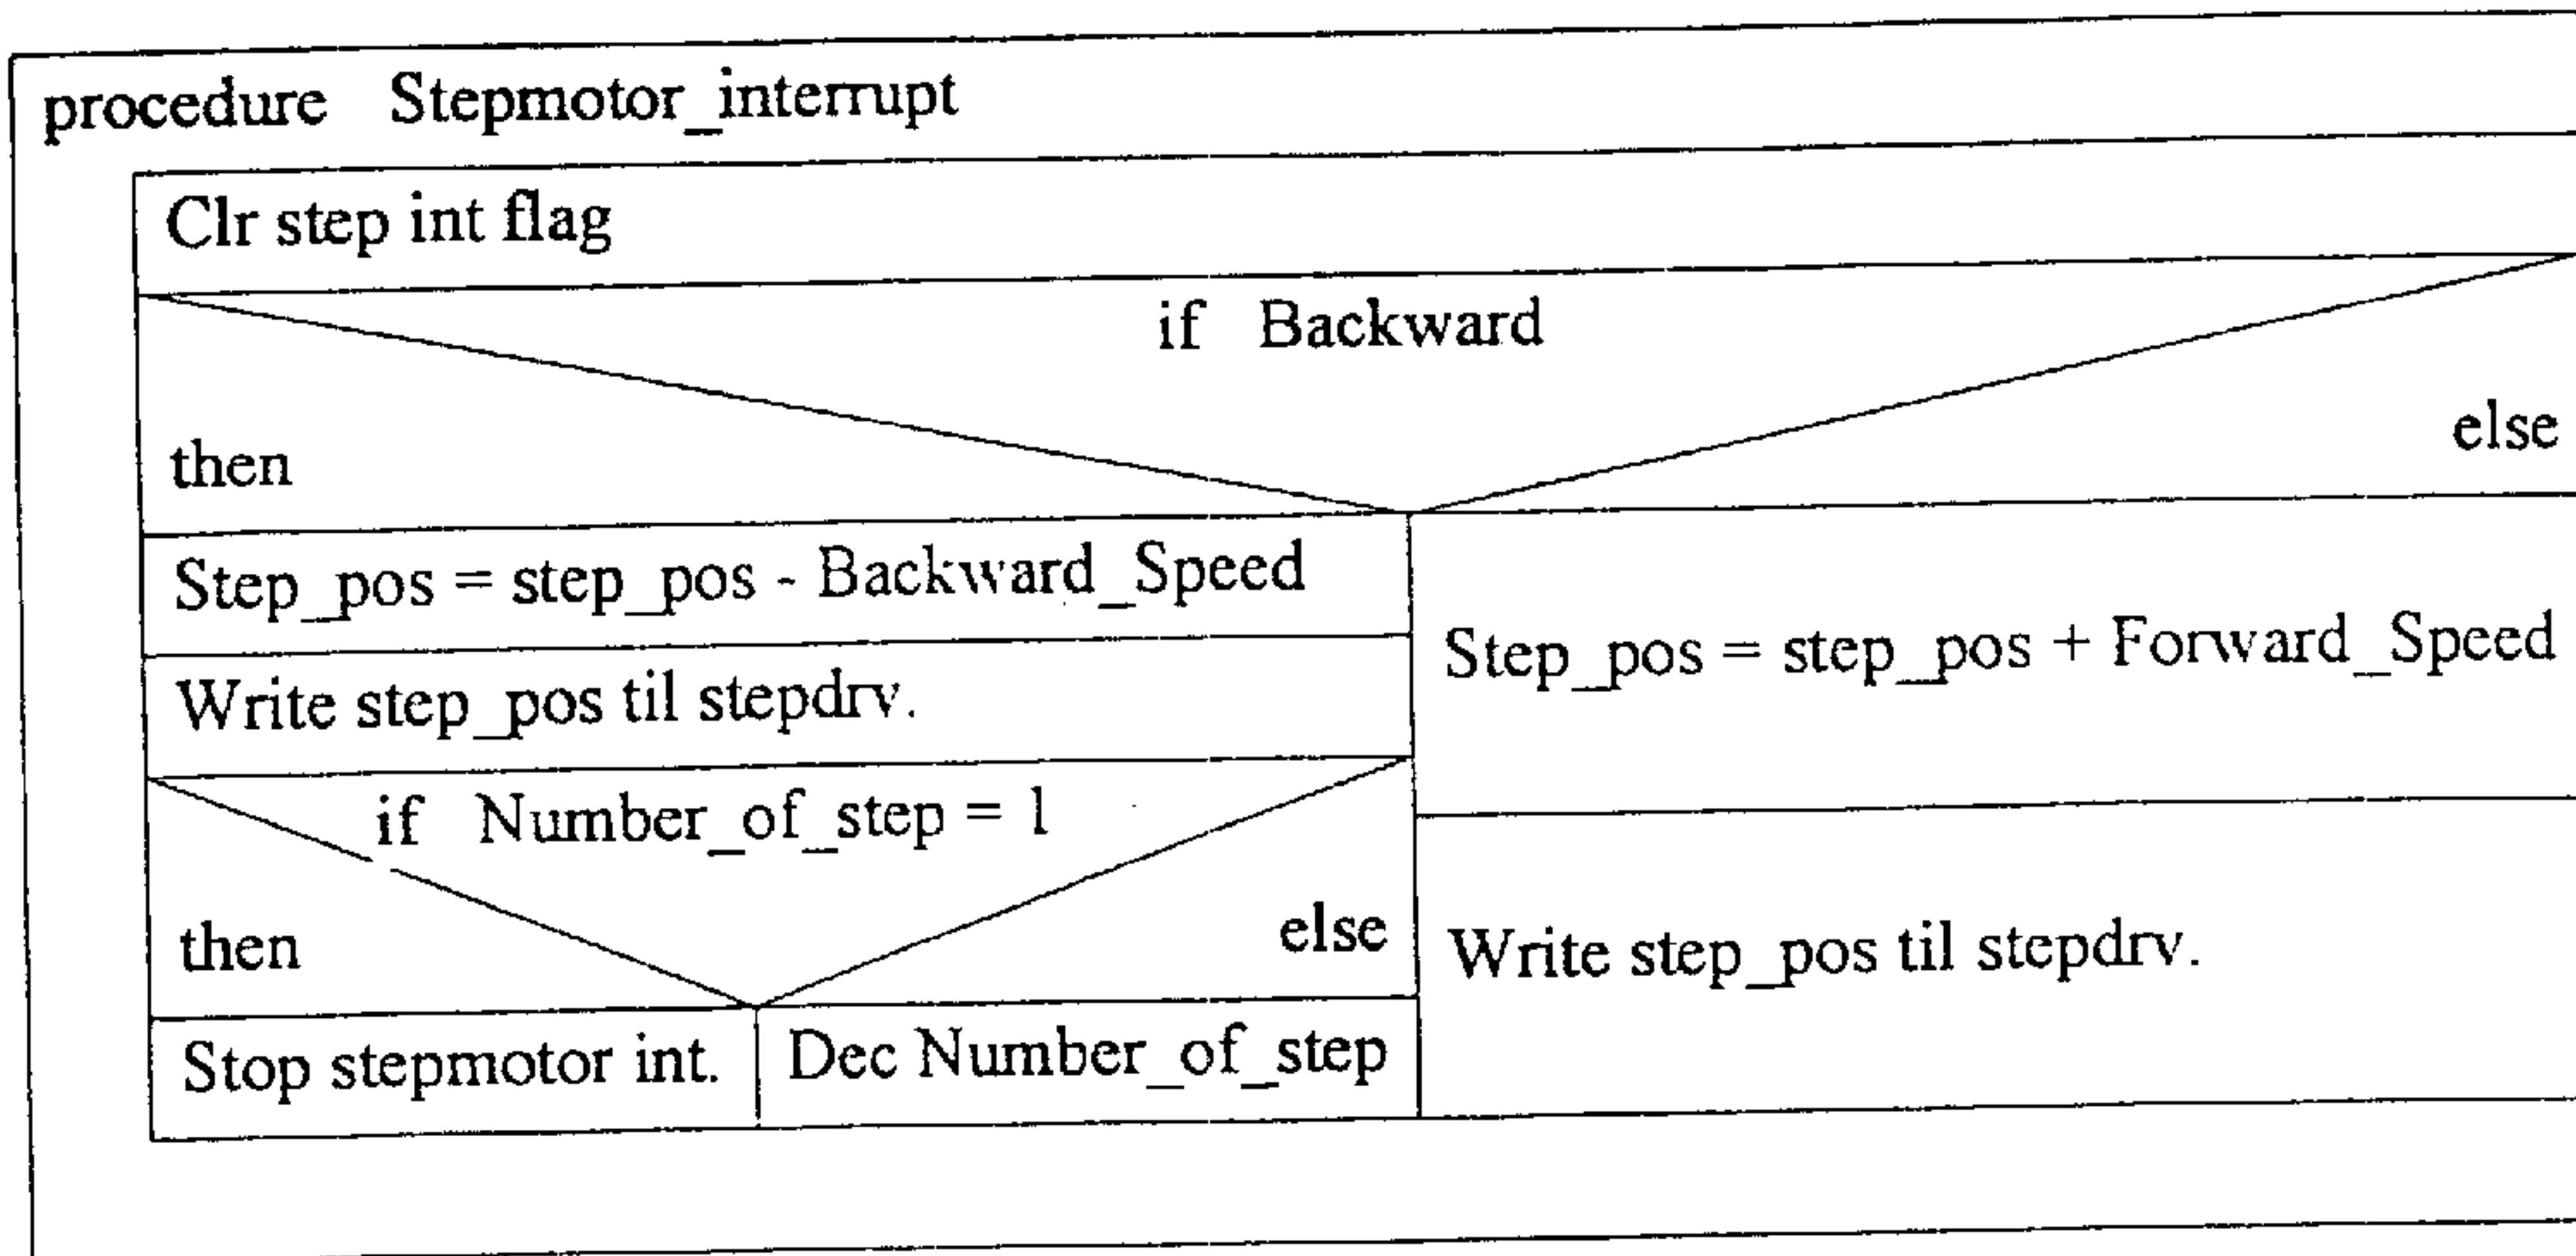 procedure Stepmotor_interrupt
Clr step int flag
if Backward
then
else
Step_pos = step_pos - Backward_Speed
Write step_pos til stepdrv.
if Number_of_step = 1
then
else
Stop stepmotor int.
Dec Number_of_step
Step_pos = step_pos + Forward_Speed
Write step_pos til stepdrv.